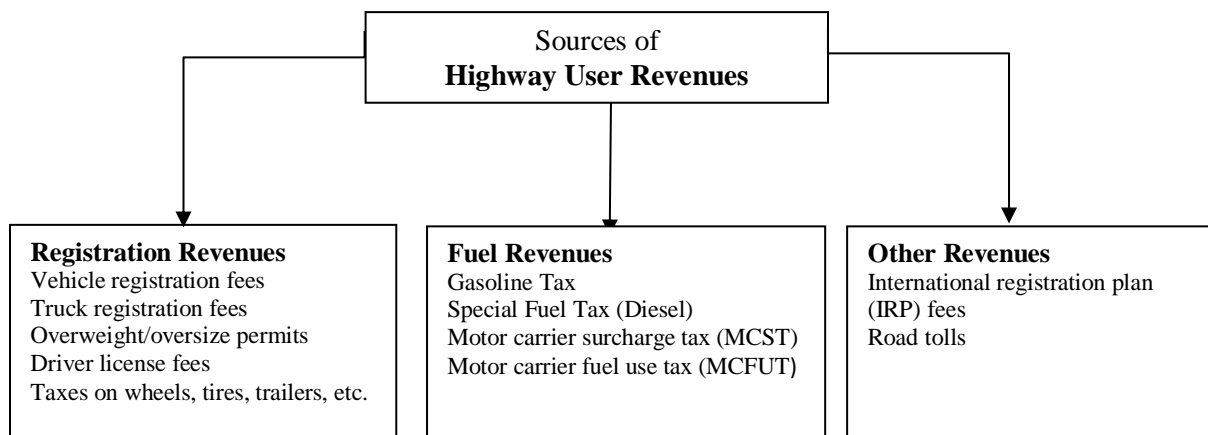 Sources of
Highway User Revenues
Registration Revenues
Vehicle registration fees
Truck registration fees
Overweight/oversize permits
Driver license fees
Taxes on wheels, tires, trailers, etc.
Fuel Revenues
Gasoline Tax
Special Fuel Tax (Diesel)
Motor carrier surcharge tax (MCST)
Motor carrier fuel use tax (MCFUT)
Other Revenues
International registration plan
(IRP) fees
Road tolls